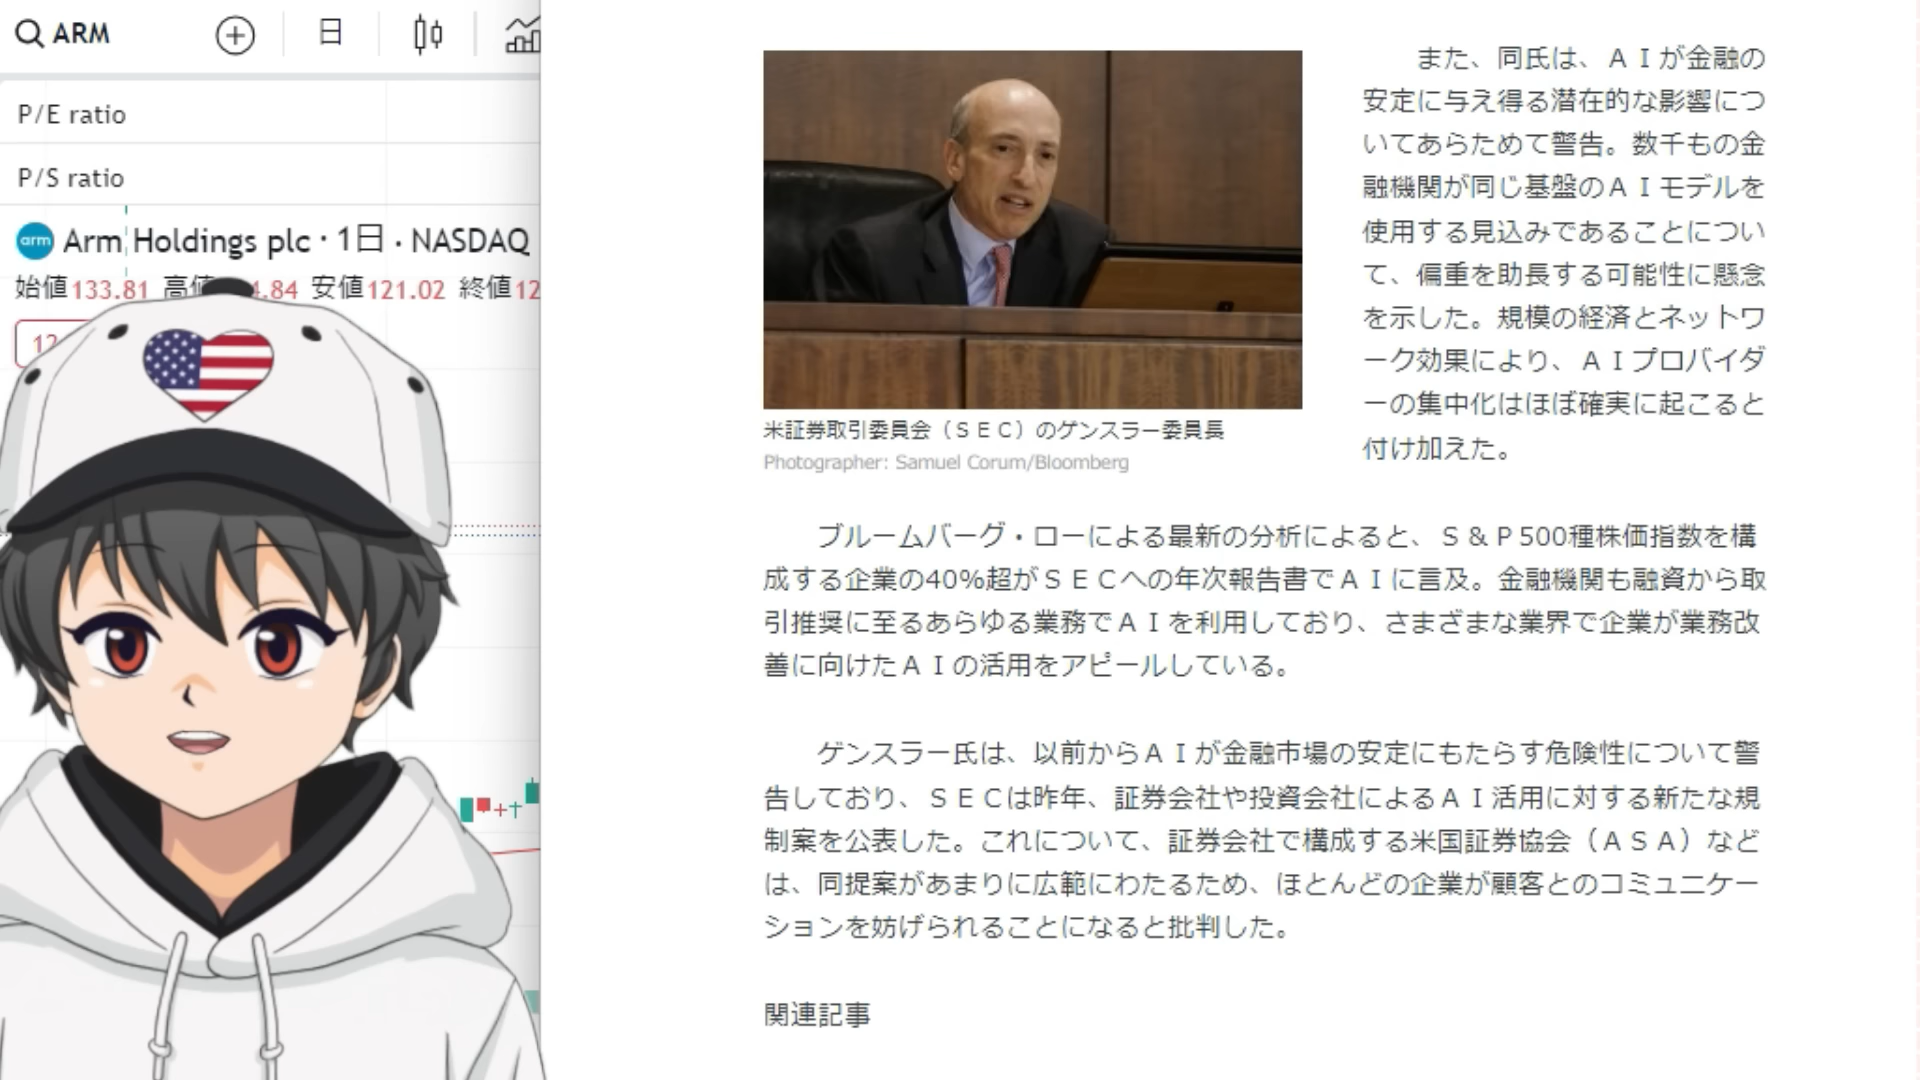 ARM
日
P/E ratio
P/S ratio
arm Arm Holdings plc · 1日 · NASDAQ
始値133.81 高値 4.84 安値121.02 終値12
12
米証券取引委員会（ＳＥＣ）のゲンスラー委員長
Photographer: Samuel Corum/Bloomberg
また、同氏は、ＡＩが金融の
安定に与え得る潜在的な影響につ
いてあらためて警告。数千もの金
融機関が同じ基盤のＡＩモデルを
使用する見込みであることについ
て、偏重を助長する可能性に懸念
を示した。規模の経済とネットワ
ーク効果により、ＡＩプロバイダ
ーの集中化はほぼ確実に起こると
付け加えた。
ブルームバーグ・ローによる最新の分析によると、Ｓ＆Ｐ500種株価指数を構
成する企業の40%超がＳＥＣへの年次報告書でＡＩに言及。金融機関も融資から取
引推奨に至るあらゆる業務でＡＩを利用しており、さまざまな業界で企業が業務改
善に向けたＡＩの活用をアピールしている。
ゲンスラー氏は、以前からＡＩが金融市場の安定にもたらす危険性について警
告しており、ＳＥＣは昨年、証券会社や投資会社によるＡＩ活用に対する新たな規
制案を公表した。これについて、証券会社で構成する米国証券協会（ＡＳＡ）など
は、同提案があまりに広範にわたるため、ほとんどの企業が顧客とのコミュニケー
ションを妨げられることになると批判した。
関連記事